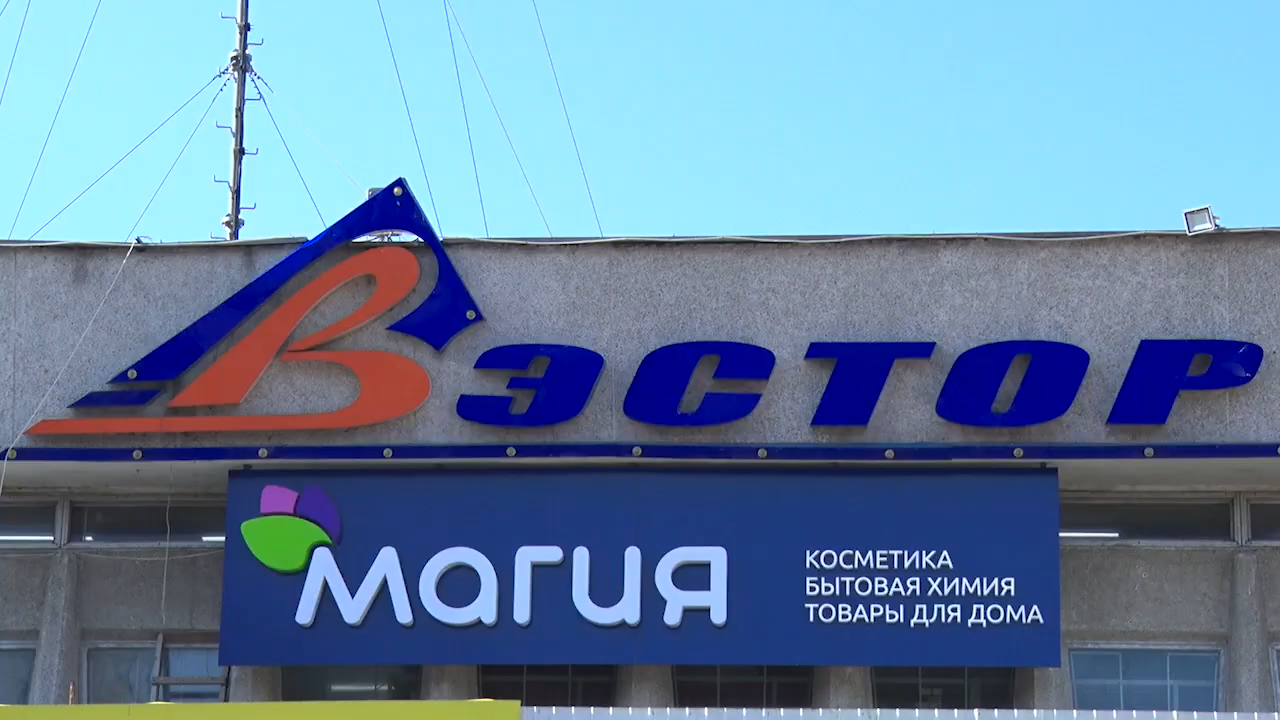 ВЭСТОР
магия
КОСМЕТИКА
БЫТОВАЯ ХИМИЯ
ТОВАРЫ ДЛЯ ДОМА